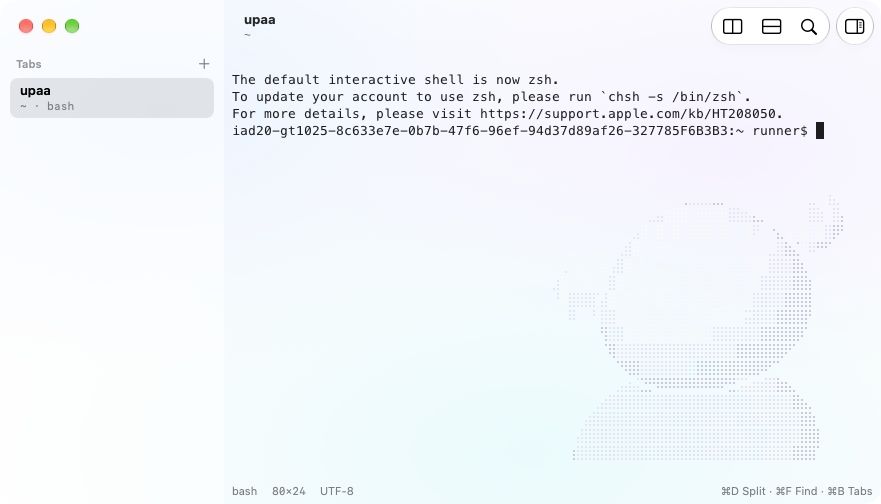 upaa
~
Tabs
upaa
~ · bash
The default interactive shell is now zsh.
To update your account to use zsh, please run `chsh -s /bin/zsh`.
For more details, please visit https://support.apple.com/kb/HT208050.
iad20-gt1025-8c633e7e-0b7b-47f6-96ef-94d37d89af26-327785F6B3B3:~ runner$
bash 80×24 UTF-8 ⌘D Split · ⌘F Find · ⌘B Tabs